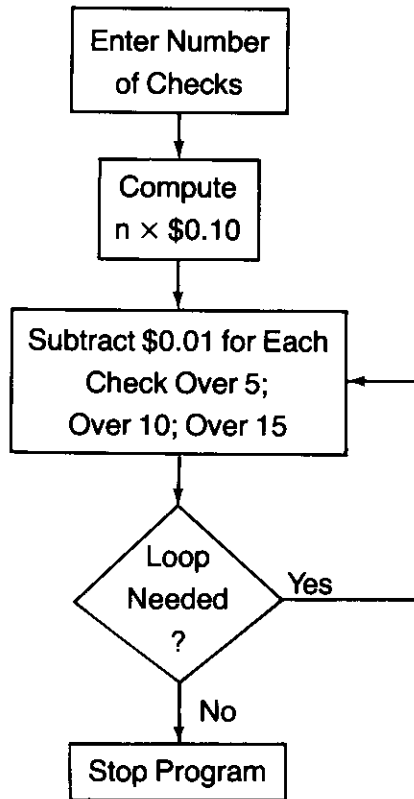 Enter Number
of Checks
Compute
n × $0.10
Subtract $0.01 for Each
Check Over 5;
Over 10; Over 15
Loop
Needed
?
Yes
No
Stop Program